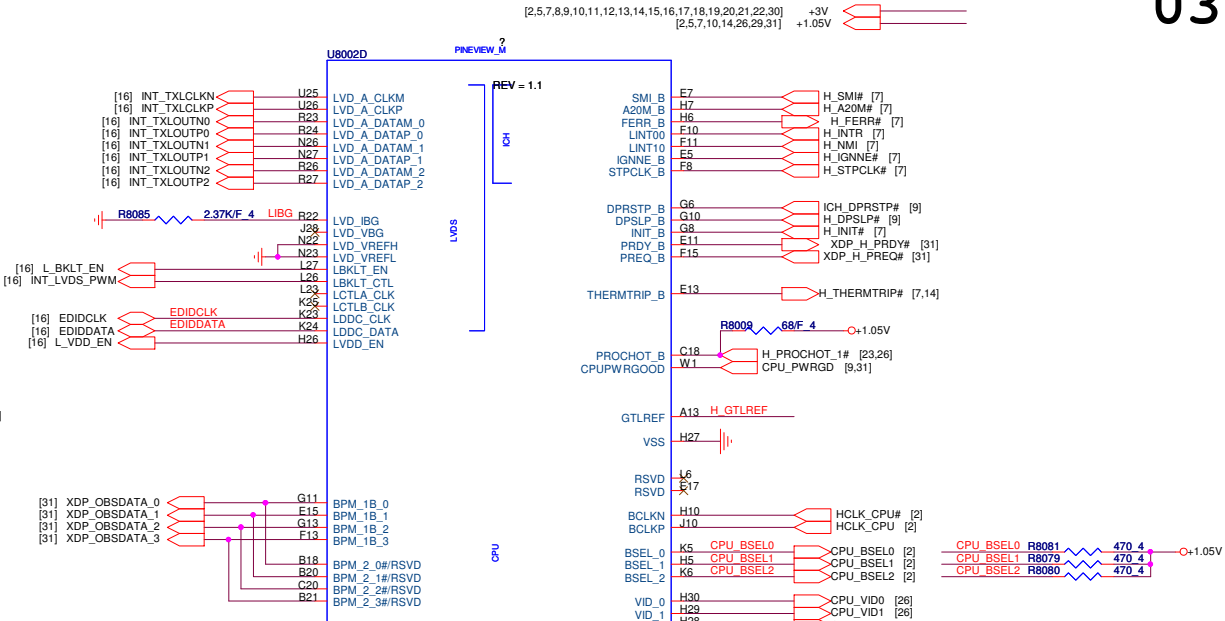 [2,5,7,8,9,10,11,12,13,14,15,16,17,18,19,20,21,22,30] +3V
[2,5,7,10,14,26,29,31] +1.05V
03
U8002D PINEVIEW_M ?
REV = 1.1
[16] INT_TXLCLKN U25 LVD_A_CLKM
[16] INT_TXLCLKP U26 LVD_A_CLKP
[16] INT_TXLOUTN0 R23 LVD_A_DATAM_0
[16] INT_TXLOUTP0 R24 LVD_A_DATAP_0
[16] INT_TXLOUTN1 N26 LVD_A_DATAM_1
[16] INT_TXLOUTP1 N27 LVD_A_DATAP_1
[16] INT_TXLOUTN2 R26 LVD_A_DATAM_2
[16] INT_TXLOUTP2 R27 LVD_A_DATAP_2
R8085 2.37K/F_4 LIBG R22 LVD_IBG
J28 LVD_VBG
N22 LVD_VREFH
N23 LVD_VREFL
[16] L_BKLT_EN L27 LBKLT_EN
[16] INT_LVDS_PWM L26 LBKLT_CTL
L23 LCTLA_CLK
K25 LCTLB_CLK
[16] EDIDCLK EDIDCLK K23 LDDC_CLK
[16] EDIDDATA EDIDDATA K24 LDDC_DATA
[16] L_VDD_EN H26 LVDD_EN
[31] XDP_OBSDATA_0 G11 BPM_1B_0
[31] XDP_OBSDATA_1 E15 BPM_1B_1
[31] XDP_OBSDATA_2 G13 BPM_1B_2
[31] XDP_OBSDATA_3 F13 BPM_1B_3
B18 BPM_2_0#/RSVD
B20 BPM_2_1#/RSVD
C20 BPM_2_2#/RSVD
B21 BPM_2_3#/RSVD
ICH
LVDS
CPU
SMI_B E7 H_SMI# [7]
A20M_B H7 H_A20M# [7]
FERR_B H6 H_FERR# [7]
LINT00 F10 H_INTR [7]
LINT10 F11 H_NMI [7]
IGNNE_B E5 H_IGNNE# [7]
STPCLK_B F8 H_STPCLK# [7]
DPRSTP_B G6 ICH_DPRSTP# [9]
DPSLP_B G10 H_DPSLP# [9]
INIT_B G8 H_INIT# [7]
PRDY_B E11 XDP_H_PRDY# [31]
PREQ_B F15 XDP_H_PREQ# [31]
THERMTRIP_B E13 H_THERMTRIP# [7,14]
R8009 68/F_4 +1.05V
PROCHOT_B C18 H_PROCHOT_1# [23,26]
CPUPWRGOOD W1 CPU_PWRGD [9,31]
GTLREF A13 H_GTLREF
VSS H27
RSVD L6
RSVD E17
BCLKN H10 HCLK_CPU# [2]
BCLKP J10 HCLK_CPU [2]
BSEL_0 K5 CPU_BSEL0 CPU_BSEL0 [2] CPU_BSEL0 R8081 470_4 +1.05V
BSEL_1 H5 CPU_BSEL1 CPU_BSEL1 [2] CPU_BSEL1 R8079 470_4
BSEL_2 K6 CPU_BSEL2 CPU_BSEL2 [2] CPU_BSEL2 R8080 470_4
VID_0 H30 CPU_VID0 [26]
VID_1 H29 CPU_VID1 [26]